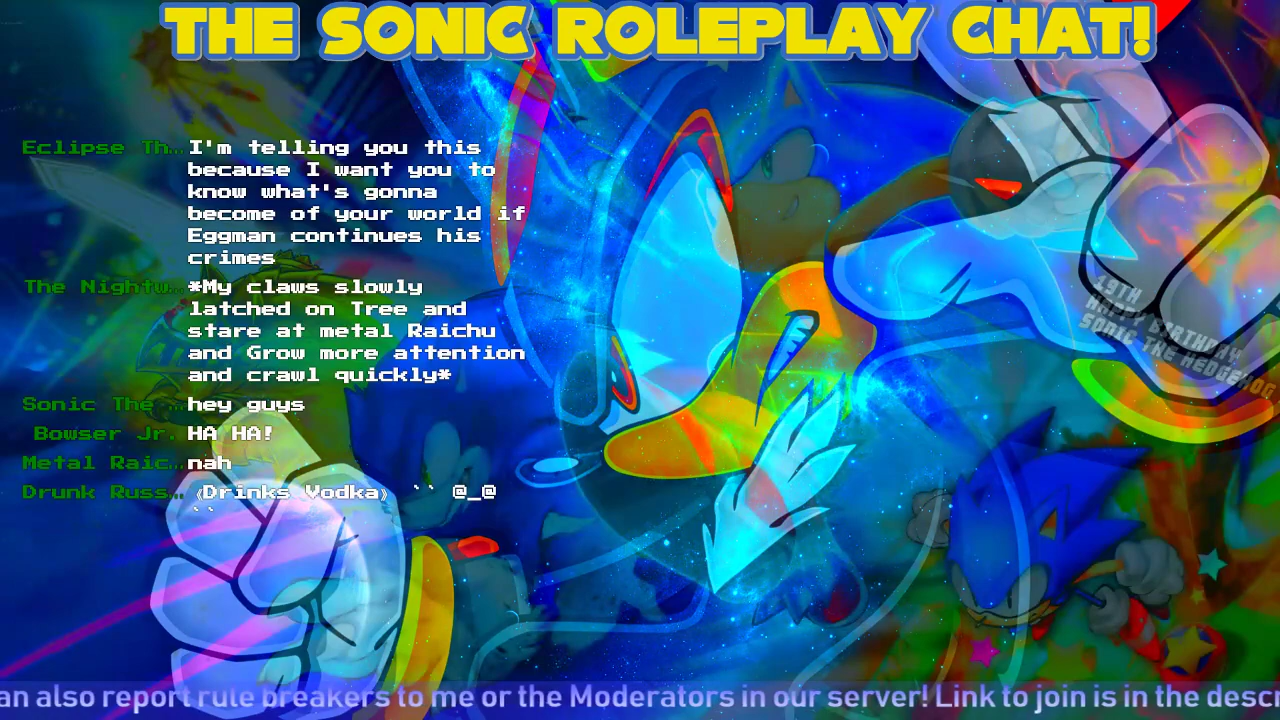 THE SONIC ROLEPLAY CHAT!
Eclipse Th… I'm telling you this
because I want you to
know what's gonna
become of your world if
Eggman continues his
crimes
The Nightw… *My claws slowly
latched on Tree and
stare at metal Raichu
and Grow more attention
and crawl quickly*
Sonic The … hey guys
Bowser Jr. HA HA!
Metal Raic… nah
Drunk Russ… 《Drinks Vodka》 `` @_@
``
19TH
HAPPY BIRTHDAY
SONIC THE HEDGEHOG
an also report rule breakers to me or the Moderators in our server! Link to join is in the desc